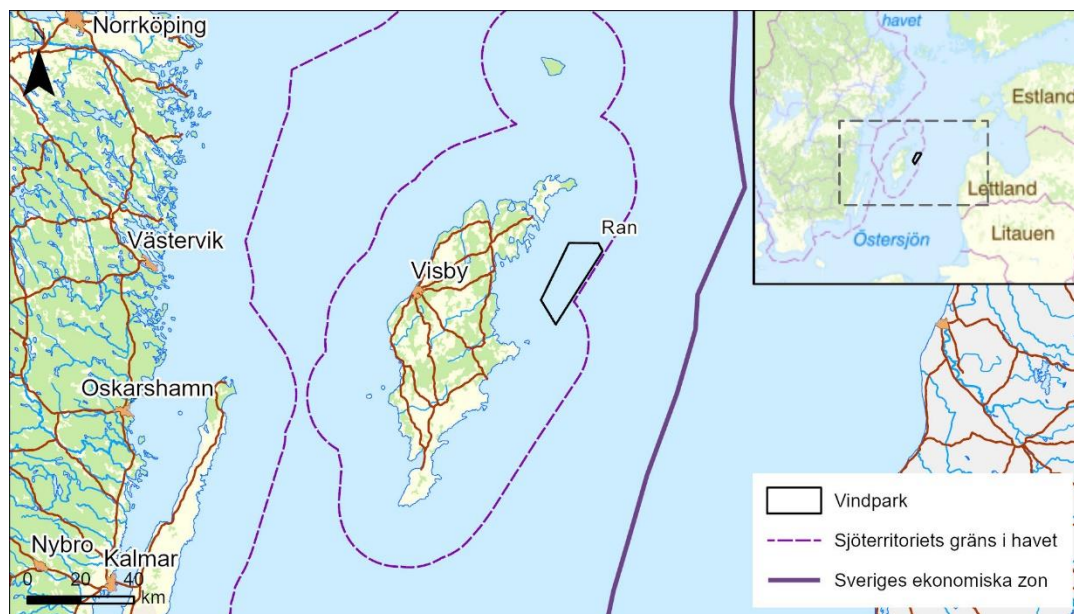 Norrköping
havet
Estland
Lettland
Litauen
Östersjön
Västervik
Ran
Visby
Oskarshamn
Nybro
Kalmar
0 20 40
km
Vindpark
Sjöterritoriets gräns i havet
Sveriges ekonomiska zon